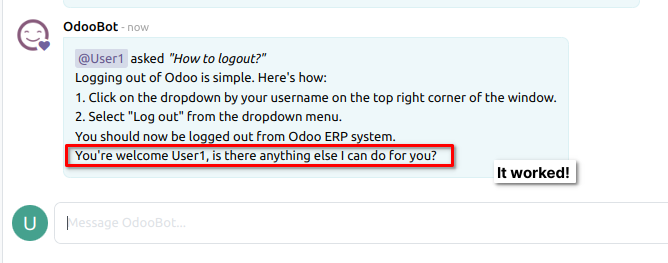 OdooBot - now
@User1 asked "How to logout?"
Logging out of Odoo is simple. Here's how:
1. Click on the dropdown by your username on the top right corner of the window.
2. Select "Log out" from the dropdown menu.
You should now be logged out from Odoo ERP system.
You're welcome User1, is there anything else I can do for you?
It worked!
U
Message OdooBot...